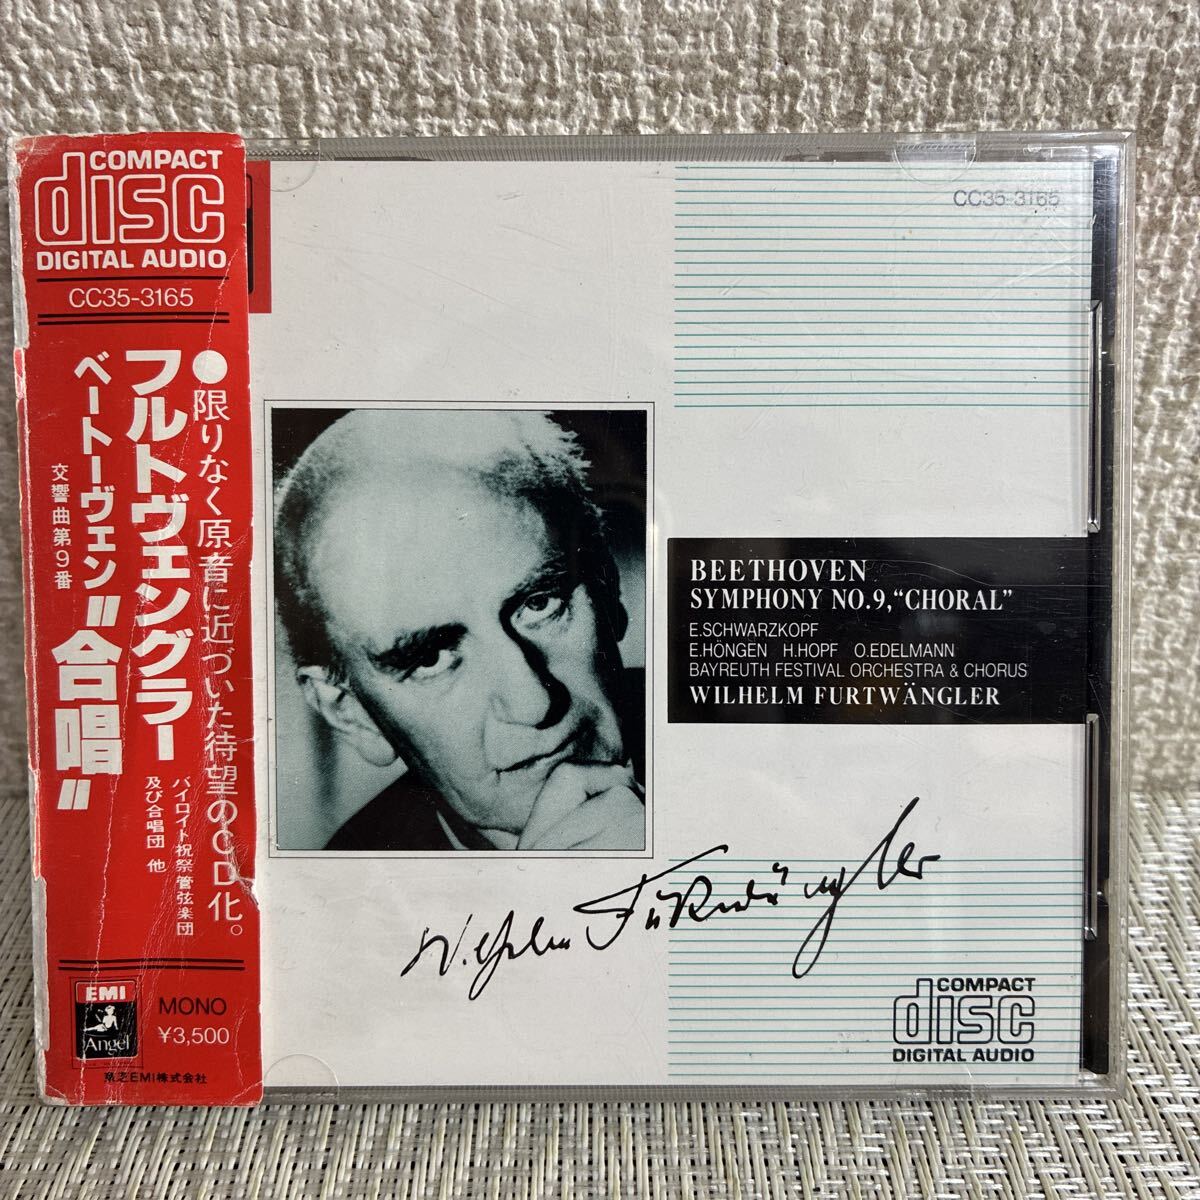 COMPACT
disc
DIGITAL AUDIO
CC35-3165
●限りなく原音に近づいた待望のCD化。
フルトヴェングラー
ベートーヴェン"合唱"
交響曲第9番
バイロイト祝祭管弦楽団
及び合唱団 他
EMI
Angel
MONO
¥3,500
東芝EMI株式会社
CC35-3165
BEETHOVEN
SYMPHONY NO.9, “CHORAL”
E.SCHWARZKOPF
E.HÖNGEN H.HOPF O.EDELMANN
BAYREUTH FESTIVAL ORCHESTRA & CHORUS
WILHELM FURTWÄNGLER
Wilhelm Furtwängler
COMPACT
disc
DIGITAL AUDIO